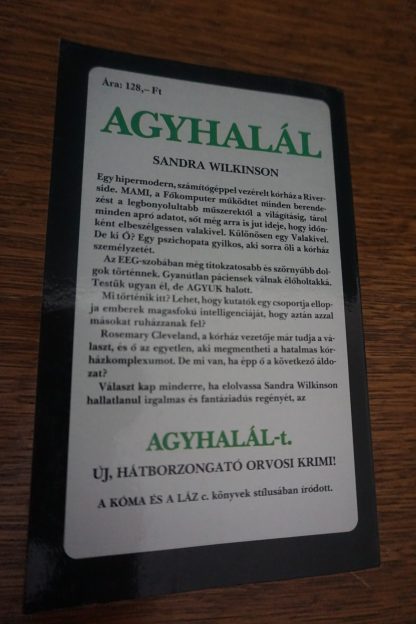 Ára: 128,– Ft
AGYHALÁL
SANDRA WILKINSON
Egy hipermodern, számítógéppel vezérelt kórház a River-
side. MAMI, a Főkomputer működtet minden berende-
zést a legbonyolultabb műszerektől a világításig, tárol
minden apró adatot, sőt még arra is jut ideje, hogy időn-
ként elbeszélgessen valakivel. Különösen egy Valakivel.
De ki Ő? Egy pszichopata gyilkos, aki sorra öli a kórház
személyzetét.
Az EEG-szobában még titokzatosabb és szörnyűbb dol-
gok történnek. Gyanútlan páciensek válnak élőholtakká.
Testük ugyan él, de AGYUK halott.
Mi történik itt? Lehet, hogy kutatók egy csoportja ellop-
ja emberek magasfokú intelligenciáját, hogy aztán azzal
másokat ruházzanak fel?
Rosemary Cleveland, a kórház vezetője már tudja a vá-
laszt, és ő az egyetlen, aki megmentheti a hatalmas kór-
házkomplexumot. De mi van, ha épp ő a következő áldo-
zat?
Választ kap minderre, ha elolvassa Sandra Wilkinson
hallatlanul izgalmas és fantáziadús regényét, az
AGYHALÁL-t.
ÚJ, HÁTBORZONGATÓ ORVOSI KRIMI!
A KÓMA ÉS A LÁZ c. könyvek stílusában íródott.